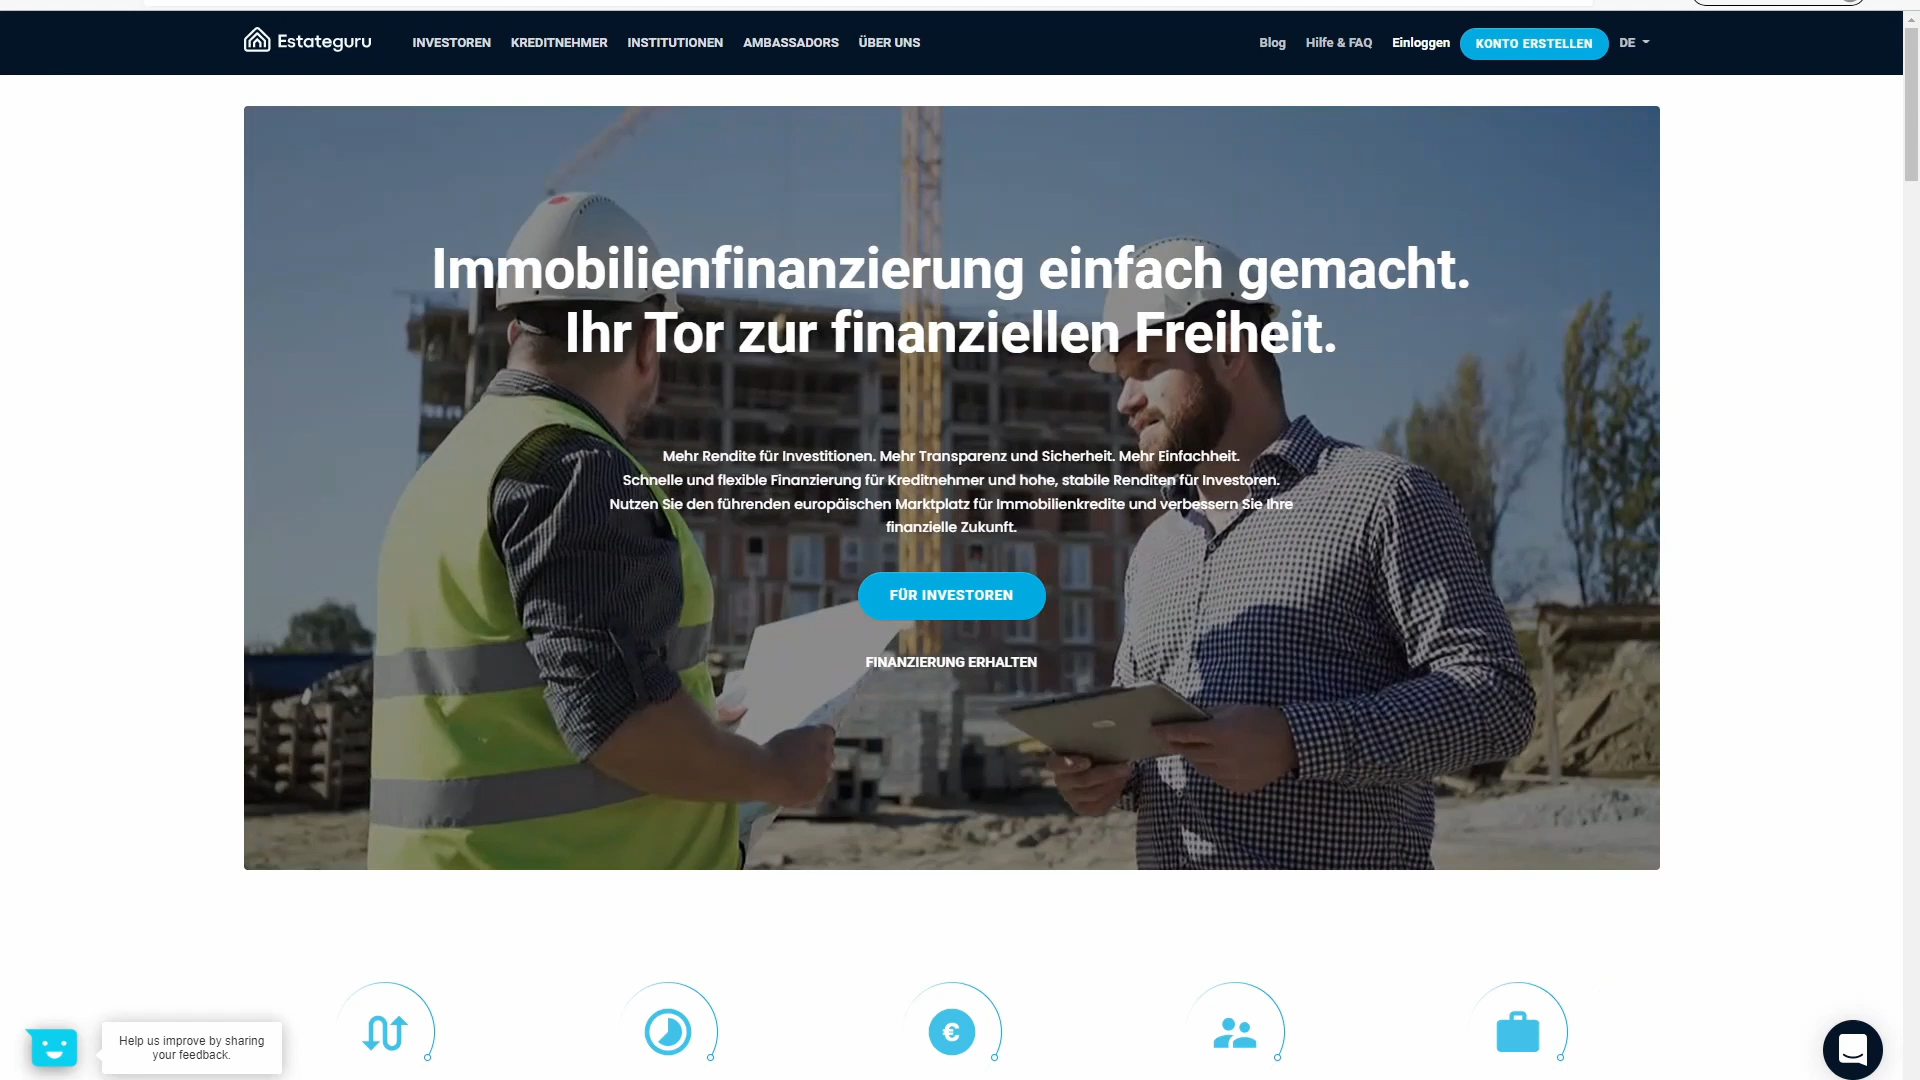 Estateguru
INVESTOREN KREDITNEHMER INSTITUTIONEN AMBASSADORS ÜBER UNS
Blog Hilfe & FAQ Einloggen KONTO ERSTELLEN DE
Immobilienfinanzierung einfach gemacht.
Ihr Tor zur finanziellen Freiheit.
Mehr Rendite für Investitionen. Mehr Transparenz und Sicherheit. Mehr Einfachheit.
Schnelle und flexible Finanzierung für Kreditnehmer und hohe, stabile Renditen für Investoren.
Nutzen Sie den führenden europäischen Marktplatz für Immobilienkredite und verbessern Sie Ihre
finanzielle Zukunft.
FÜR INVESTOREN
FINANZIERUNG ERHALTEN
€
Help us improve by sharing
your feedback.